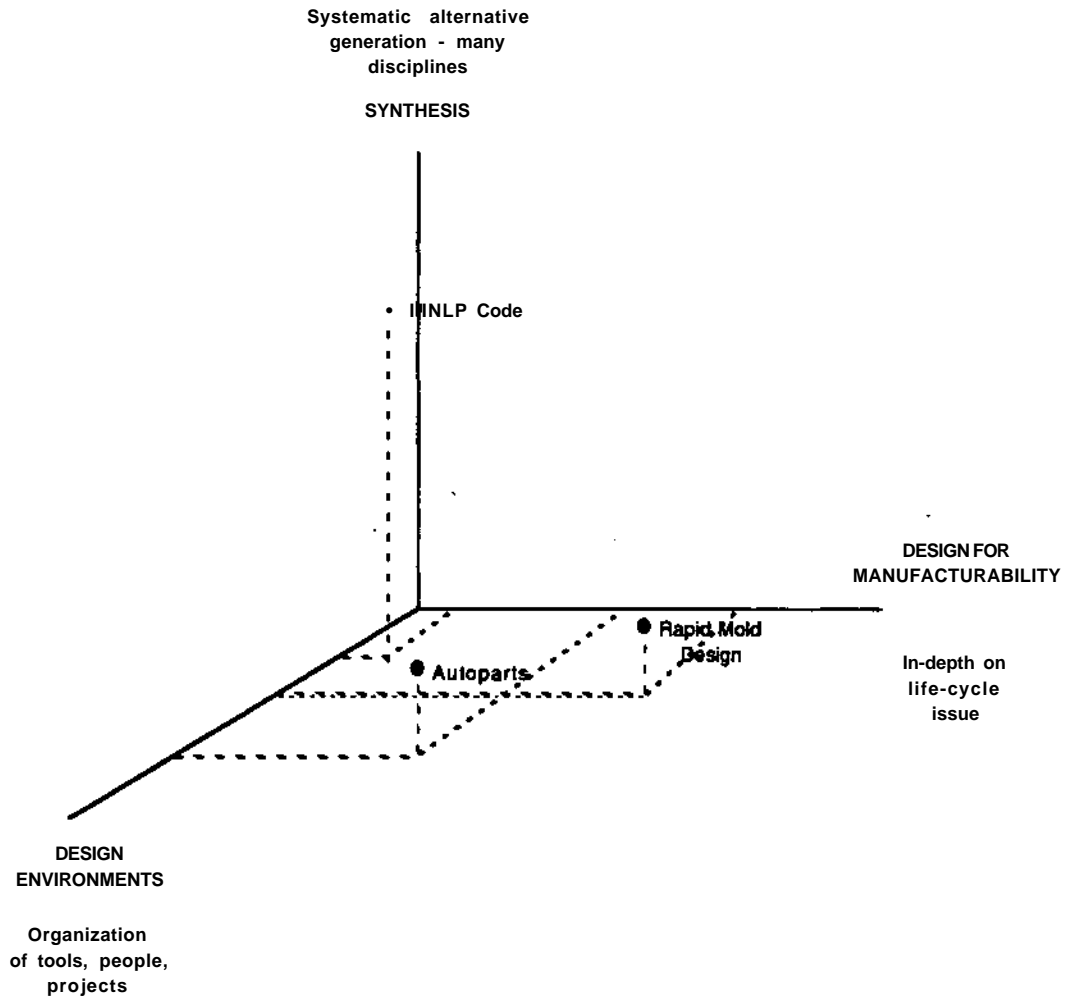 Systematic alternative
generation - many
disciplines
SYNTHESIS
NLP Code
DESIGN FOR
MANUFACTURABILITY
Rapid Mold
Design
Autoparts
In-depth on
life-cycle
issue
DESIGN
ENVIRONMENTS
Organization
of tools, people,
projects